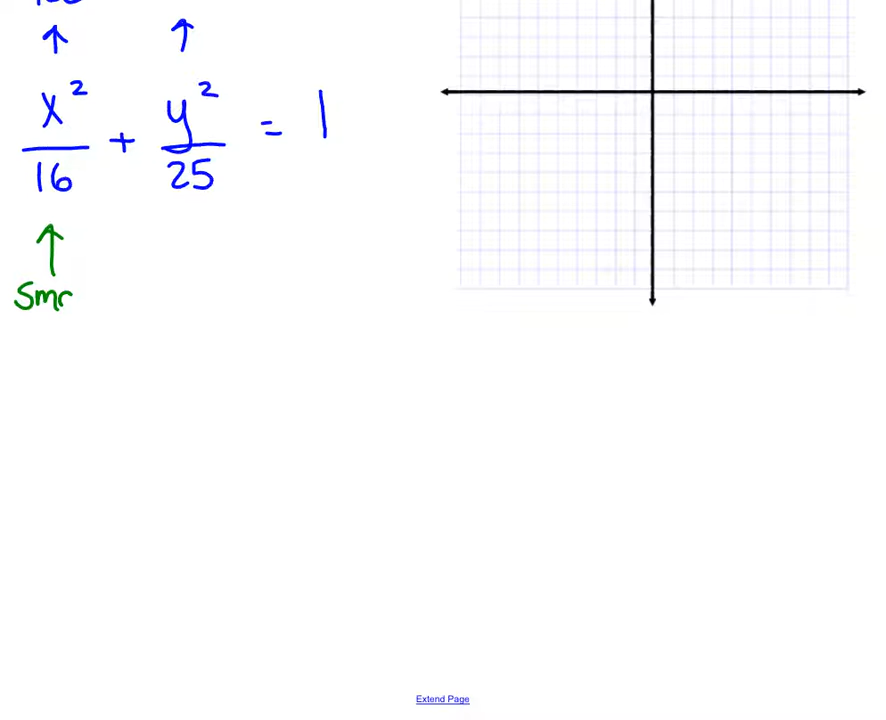 x² / 16 + y² / 25 = 1
Smr
Extend Page